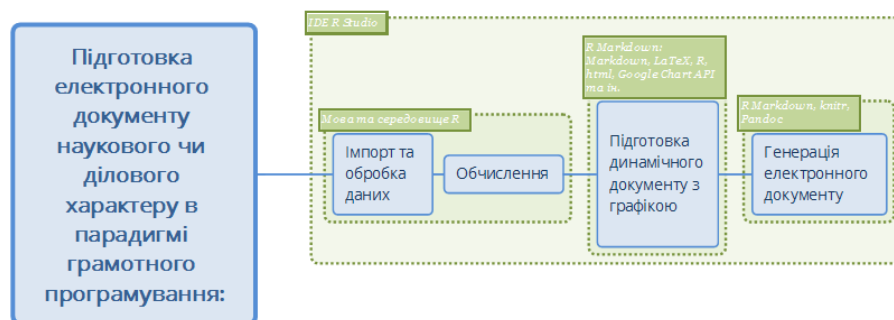 Підготовка
електронного
документу
наукового чи
ділового
характеру в
парадигмі
грамотного
програмування:
IDE R Studio
Мова та середовище R
Імпорт та
обробка
даних
Обчислення
R Markdown:
Markdown, LaTeX, R,
html, Google Chart API
та ін.
Підготовка
динамічного
документу з
графікою
R Markdown, knitr,
Pandoc
Генерація
електронного
документу